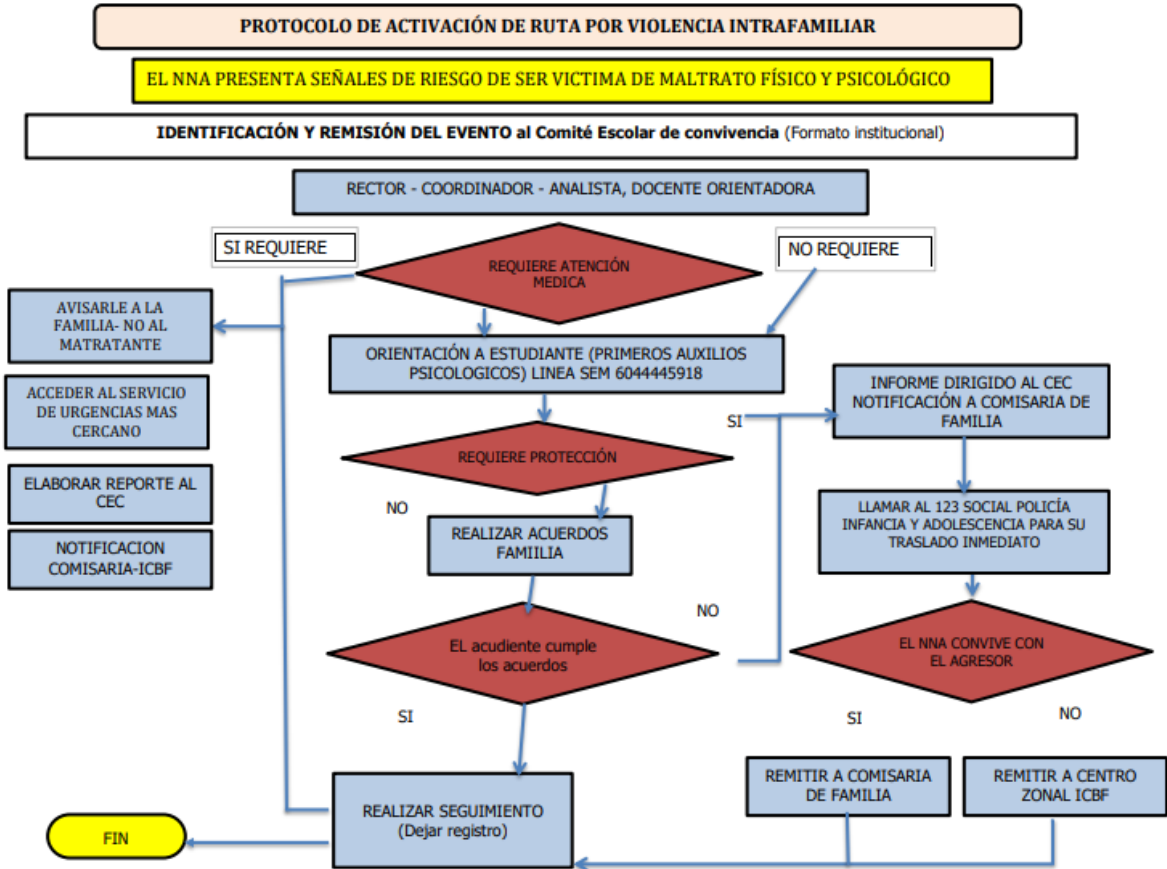 PROTOCOLO DE ACTIVACIÓN DE RUTA POR VIOLENCIA INTRAFAMILIAR
EL NNA PRESENTA SEÑALES DE RIESGO DE SER VICTIMA DE MALTRATO FÍSICO Y PSICOLÓGICO
IDENTIFICACIÓN Y REMISIÓN DEL EVENTO al Comité Escolar de convivencia (Formato institucional)
RECTOR - COORDINADOR - ANALISTA, DOCENTE ORIENTADORA
SI REQUIERE
NO REQUIERE
REQUIERE ATENCIÓN
MEDICA
AVISARLE A LA
FAMILIA- NO AL
MATRATANTE
ACCEDER AL SERVICIO
DE URGENCIAS MAS
CERCANO
ELABORAR REPORTE AL
CEC
NOTIFICACION
COMISARIA-ICBF
ORIENTACIÓN A ESTUDIANTE (PRIMEROS AUXILIOS
PSICOLOGICOS) LINEA SEM 6044445918
REQUIERE PROTECCIÓN
SI
INFORME DIRIGIDO AL CEC
NOTIFICACIÓN A COMISARIA DE
FAMILIA
NO
REALIZAR ACUERDOS
FAMIILIA
LLAMAR AL 123 SOCIAL POLICÍA
INFANCIA Y ADOLESCENCIA PARA SU
TRASLADO INMEDIATO
EL acudiente cumple
los acuerdos
NO
EL NNA CONVIVE CON
EL AGRESOR
SI
SI
NO
REMITIR A COMISARIA
DE FAMILIA
REMITIR A CENTRO
ZONAL ICBF
REALIZAR SEGUIMIENTO
(Dejar registro)
FIN